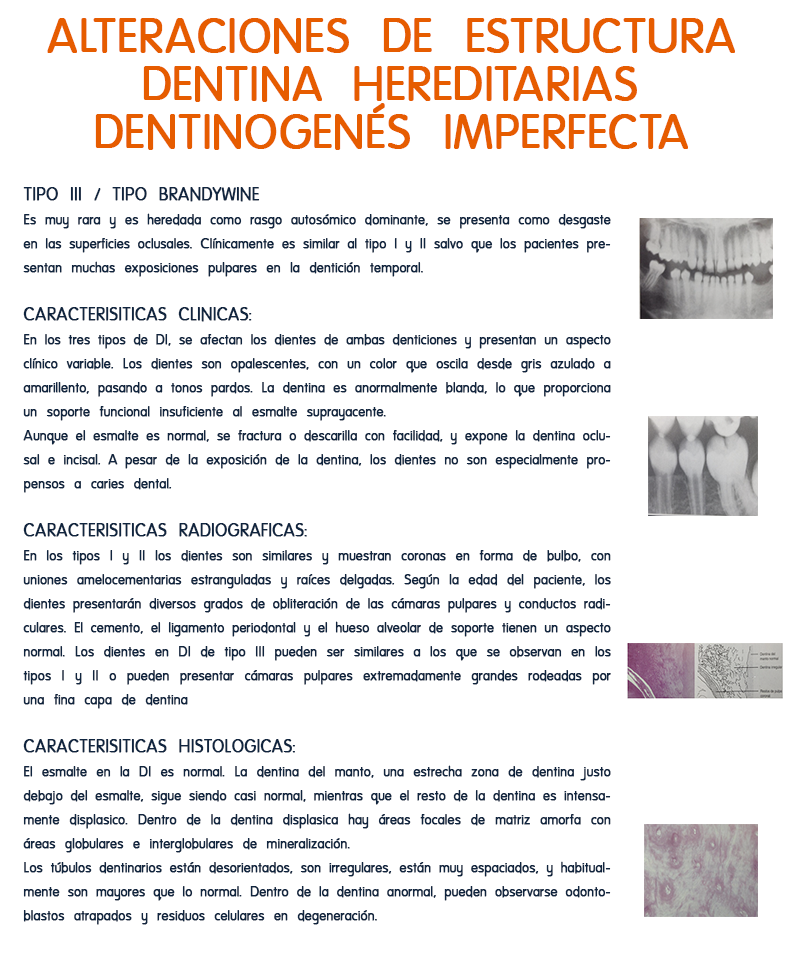 ALTERACIONES DE ESTRUCTURA
DENTINA HEREDITARIAS
DENTINOGENÉS IMPERFECTA
TIPO III / TIPO BRANDYWINE
Es muy rara y es heredada como rasgo autosómico dominante, se presenta como desgaste
en las superficies oclusales. Clínicamente es similar al tipo I y II salvo que los pacientes pre-
sentan muchas exposiciones pulpares en la dentición temporal.
CARACTERISITICAS CLINICAS:
En los tres tipos de DI, se afectan los dientes de ambas denticiones y presentan un aspecto
clínico variable. Los dientes son opalescentes, con un color que oscila desde gris azulado a
amarillento, pasando a tonos pardos. La dentina es anormalmente blanda, lo que proporciona
un soporte funcional insuficiente al esmalte suprayacente.
Aunque el esmalte es normal, se fractura o descarilla con facilidad, y expone la dentina oclu-
sal e incisal. A pesar de la exposición de la dentina, los dientes no son especialmente pro-
pensos a caries dental.
CARACTERISITICAS RADIOGRAFICAS:
En los tipos I y II los dientes son similares y muestran coronas en forma de bulbo, con
uniones amelocementarias estranguladas y raíces delgadas. Según la edad del paciente, los
dientes presentarán diversos grados de obliteración de las cámaras pulpares y conductos radi-
culares. El cemento, el ligamento periodontal y el hueso alveolar de soporte tienen un aspecto
normal. Los dientes en DI de tipo III pueden ser similares a los que se observan en los
tipos I y II o pueden presentar cámaras pulpares extremadamente grandes rodeadas por
una fina capa de dentina
CARACTERISITICAS HISTOLOGICAS:
El esmalte en la DI es normal. La dentina del manto, una estrecha zona de dentina justo
debajo del esmalte, sigue siendo casi normal, mientras que el resto de la dentina es intensa-
mente displasico. Dentro de la dentina displasica hay áreas focales de matriz amorfa con
áreas globulares e interglobulares de mineralización.
Los túbulos dentinarios están desorientados, son irregulares, están muy espaciados, y habitual-
mente son mayores que lo normal. Dentro de la dentina anormal, pueden observarse odonto-
blastos atrapados y residuos celulares en degeneración.